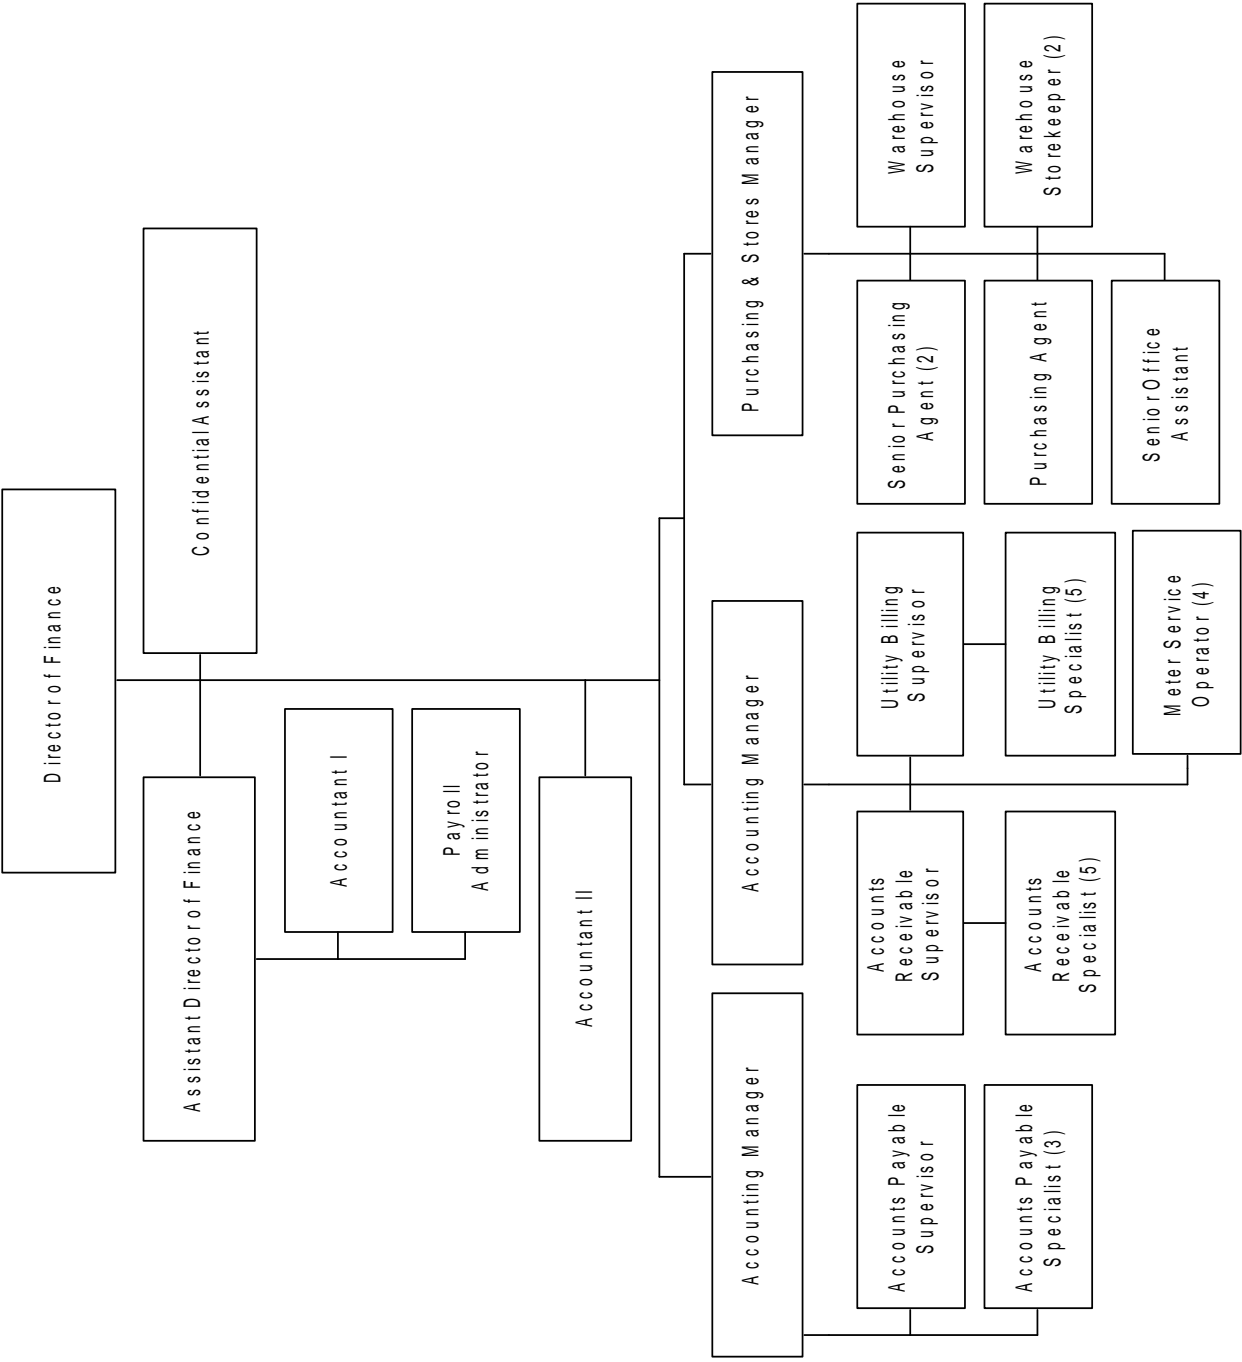 Director of Finance
Assistant Director of Finance
Confidential Assistant
Accountant I
Payroll
Administrator
Accountant II
Accounting Manager
Accounting Manager
Purchasing & Stores Manager
Accounts Payable
Supervisor
Accounts Payable
Specialist (3)
Accounts
Receivable
Supervisor
Utility Billing
Supervisor
Accounts
Receivable
Specialist (5)
Utility Billing
Specialist (5)
Meter Service
Operator (4)
Senior Purchasing
Agent (2)
Warehouse
Supervisor
Purchasing Agent
Warehouse
Storekeeper (2)
Senior Office
Assistant